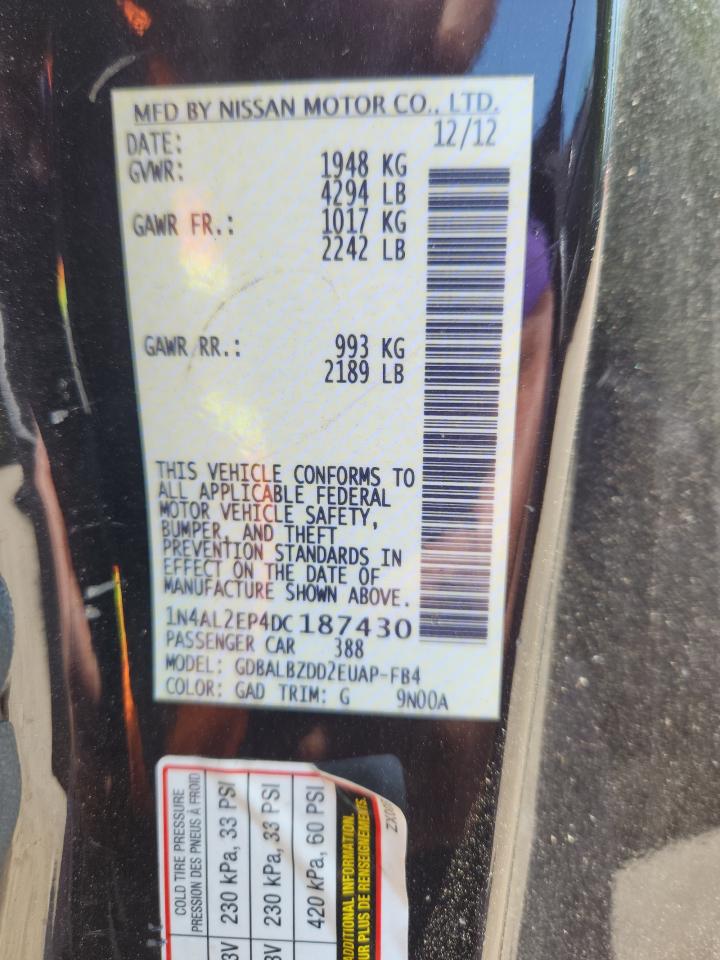 MFD BY NISSAN MOTOR CO., LTD.
DATE: 12/12
GVWR: 1948 KG
4294 LB
GAWR FR.: 1017 KG
2242 LB
GAWR RR.: 993 KG
2189 LB
THIS VEHICLE CONFORMS TO
ALL APPLICABLE FEDERAL
MOTOR VEHICLE SAFETY,
BUMPER, AND THEFT
PREVENTION STANDARDS IN
EFFECT ON THE DATE OF
MANUFACTURE SHOWN ABOVE.
1N4AL2EP4DC187430
PASSENGER CAR 388
MODEL: GDBALBZDD2EUAP-FB4
COLOR: GAD TRIM: G 9N00A
COLD TIRE PRESSURE
PRESSION DES PNEUS À FROID
230 kPa, 33 PSI
230 kPa, 33 PSI
420 kPa, 60 PSI
ADDITIONAL INFORMATION.
UR PLUS DE RENSEIGNEMENTS.